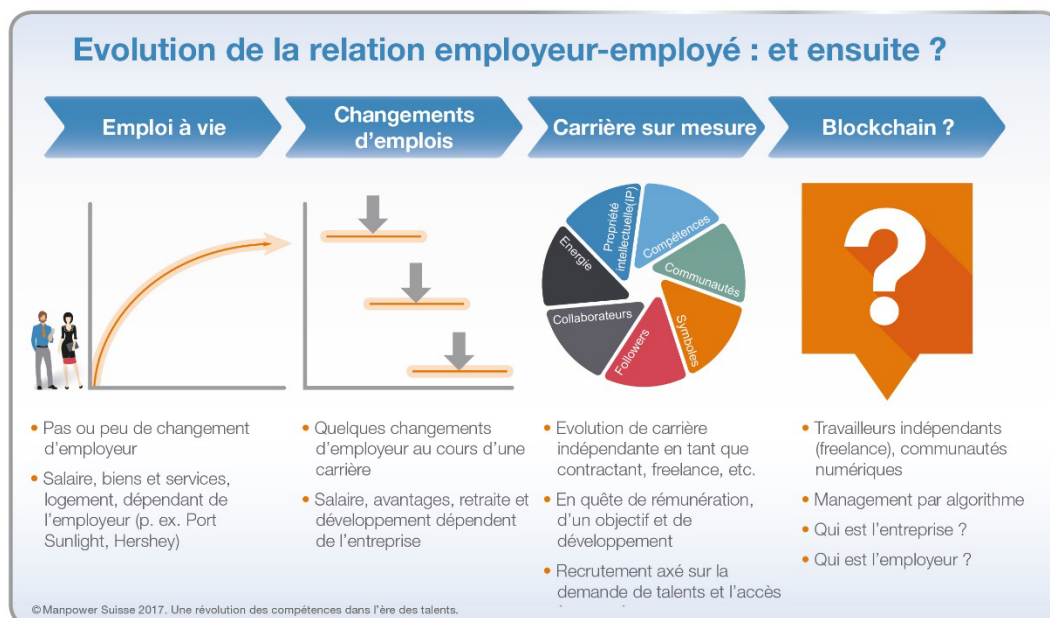 Evolution de la relation employeur-employé : et ensuite ?
Emploi à vie
Changements
d’emplois
Carrière sur mesure
Blockchain ?
Propriété
intellectuelle(IP)
Compétences
Communautés
Symboles
Followers
Collaborateurs
Energie
• Pas ou peu de changement
d’employeur
• Salaire, biens et services,
logement, dépendant de
l’employeur (p. ex. Port
Sunlight, Hershey)
• Quelques changements
d’employeur au cours d’une
carrière
• Salaire, avantages, retraite et
développement dépendent
de l’entreprise
• Evolution de carrière
indépendante en tant que
contractant, freelance, etc.
• En quête de rémunération,
d’un objectif et de
développement
• Recrutement axé sur la
demande de talents et l’accès
• Travailleurs indépendants
(freelance), communautés
numériques
• Management par algorithme
• Qui est l’entreprise ?
• Qui est l’employeur ?
© Manpower Suisse 2017. Une révolution des compétences dans l’ère des talents.